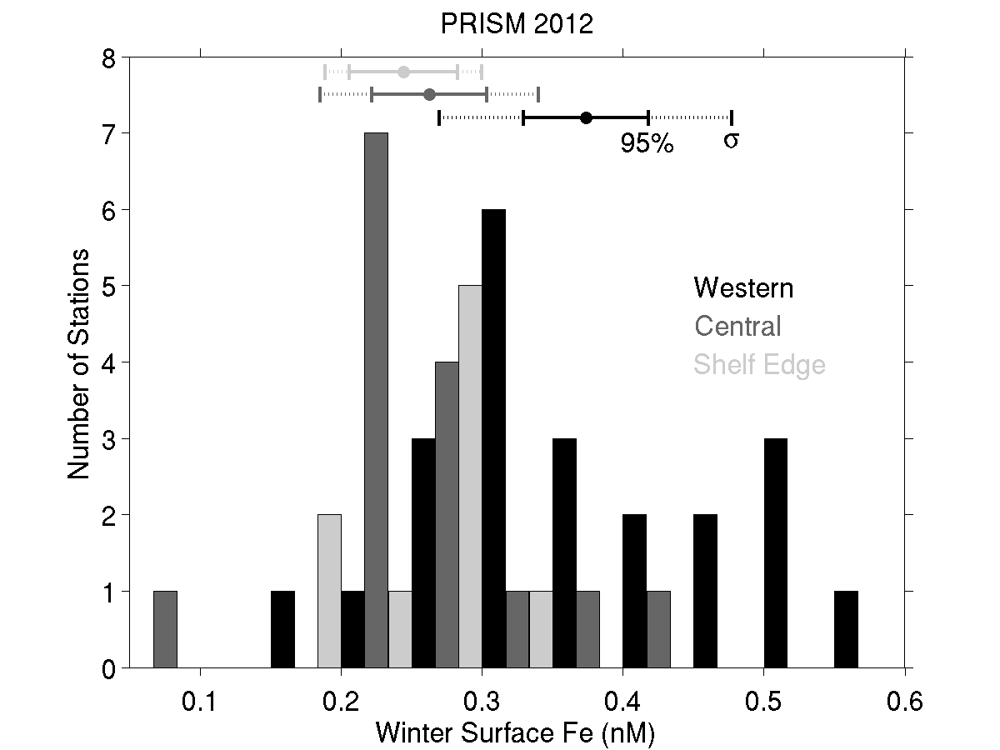 PRISM 2012
8
7
6
5
4
3
2
1
0
Number of Stations
95%
σ
Western
Central
Shelf Edge
0.1 0.2 0.3 0.4 0.5 0.6
Winter Surface Fe (nM)